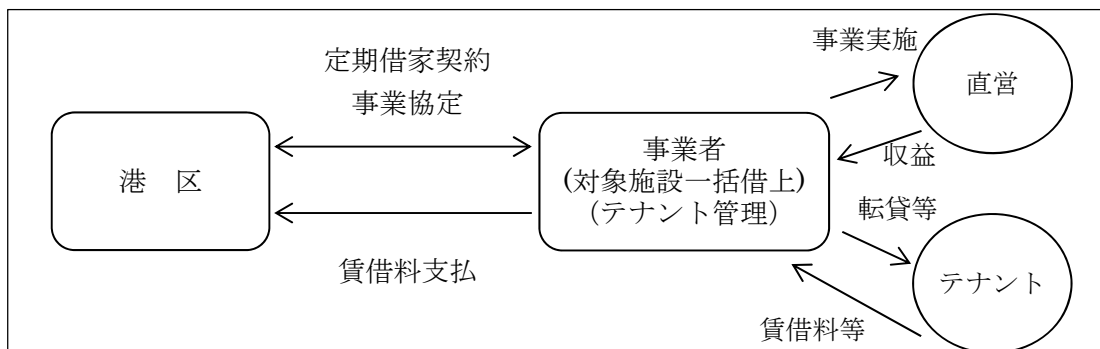 定期借家契約
事業協定
港　区
賃借料支払
事業者
(対象施設一括借上)
（テナント管理）
事業実施
直営
収益
転貸等
テナント
賃借料等